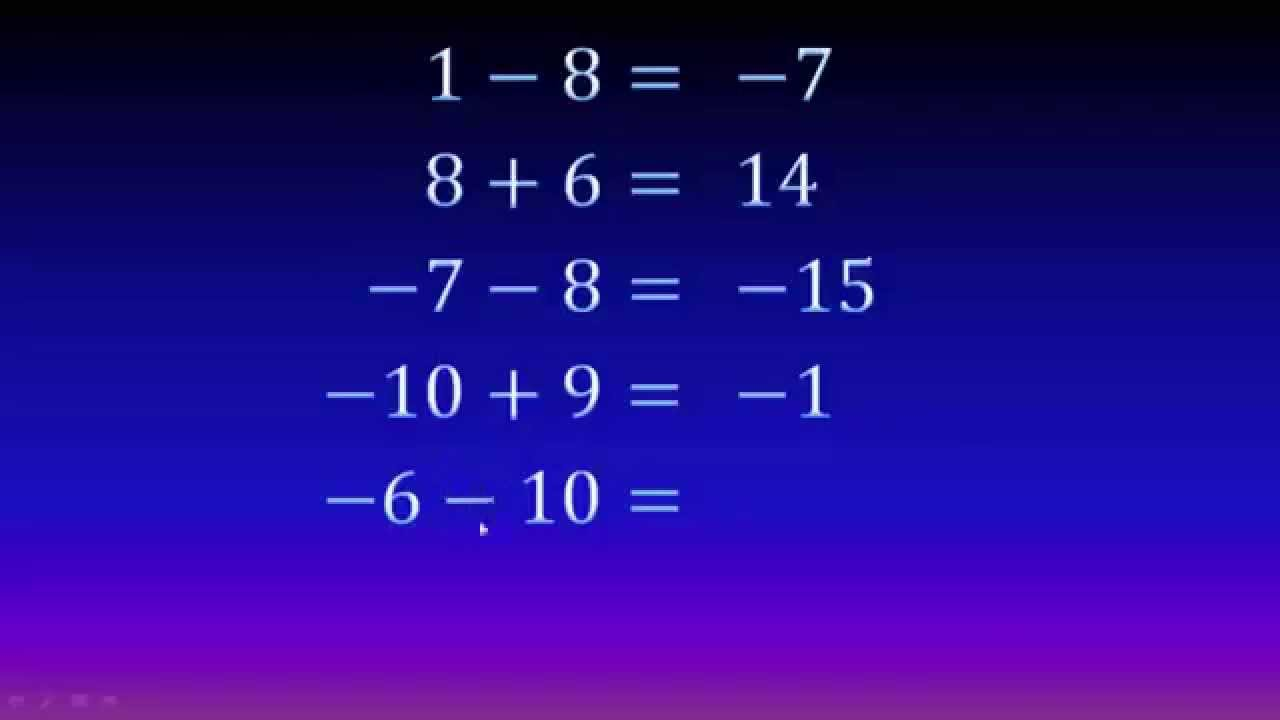 1 − 8 = −7
8 + 6 = 14
−7 − 8 = −15
−10 + 9 = −1
−6 − 10 =